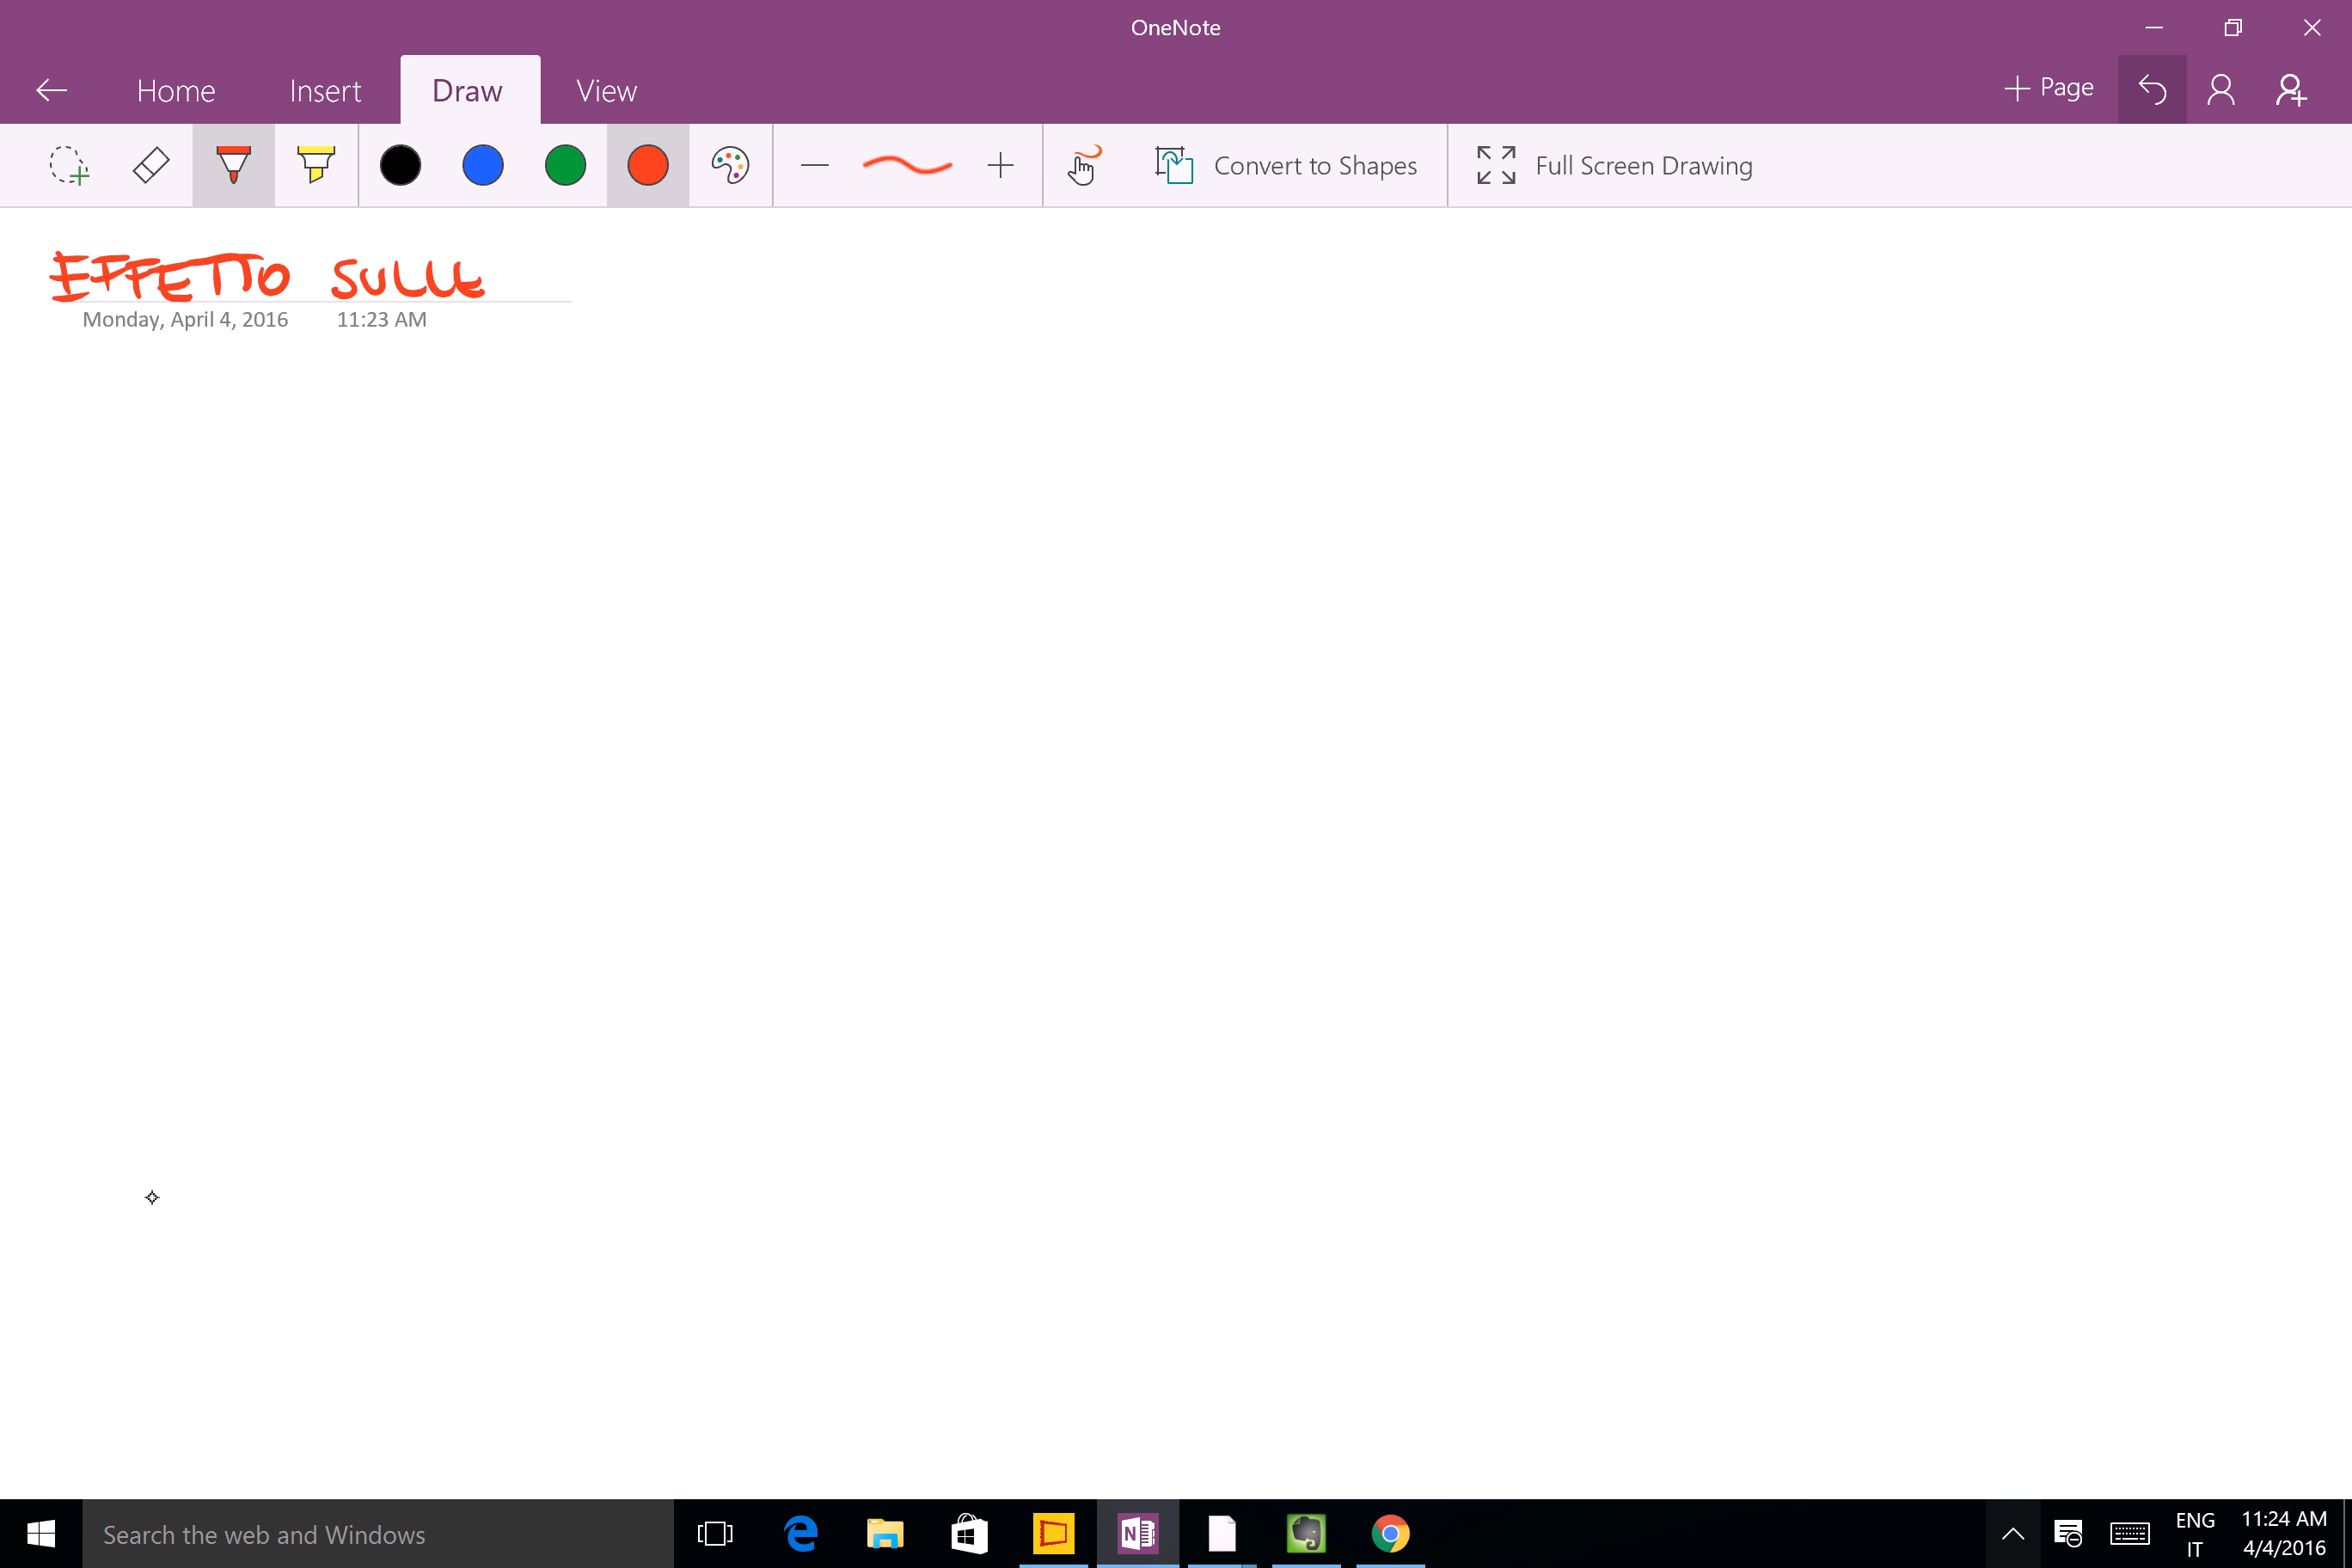 OneNote
Home Insert Draw View + Page
Convert to Shapes Full Screen Drawing
EFFETTO SULLE
Monday, April 4, 2016 11:23 AM
Search the web and Windows
ENG 11:24 AM
IT 4/4/2016